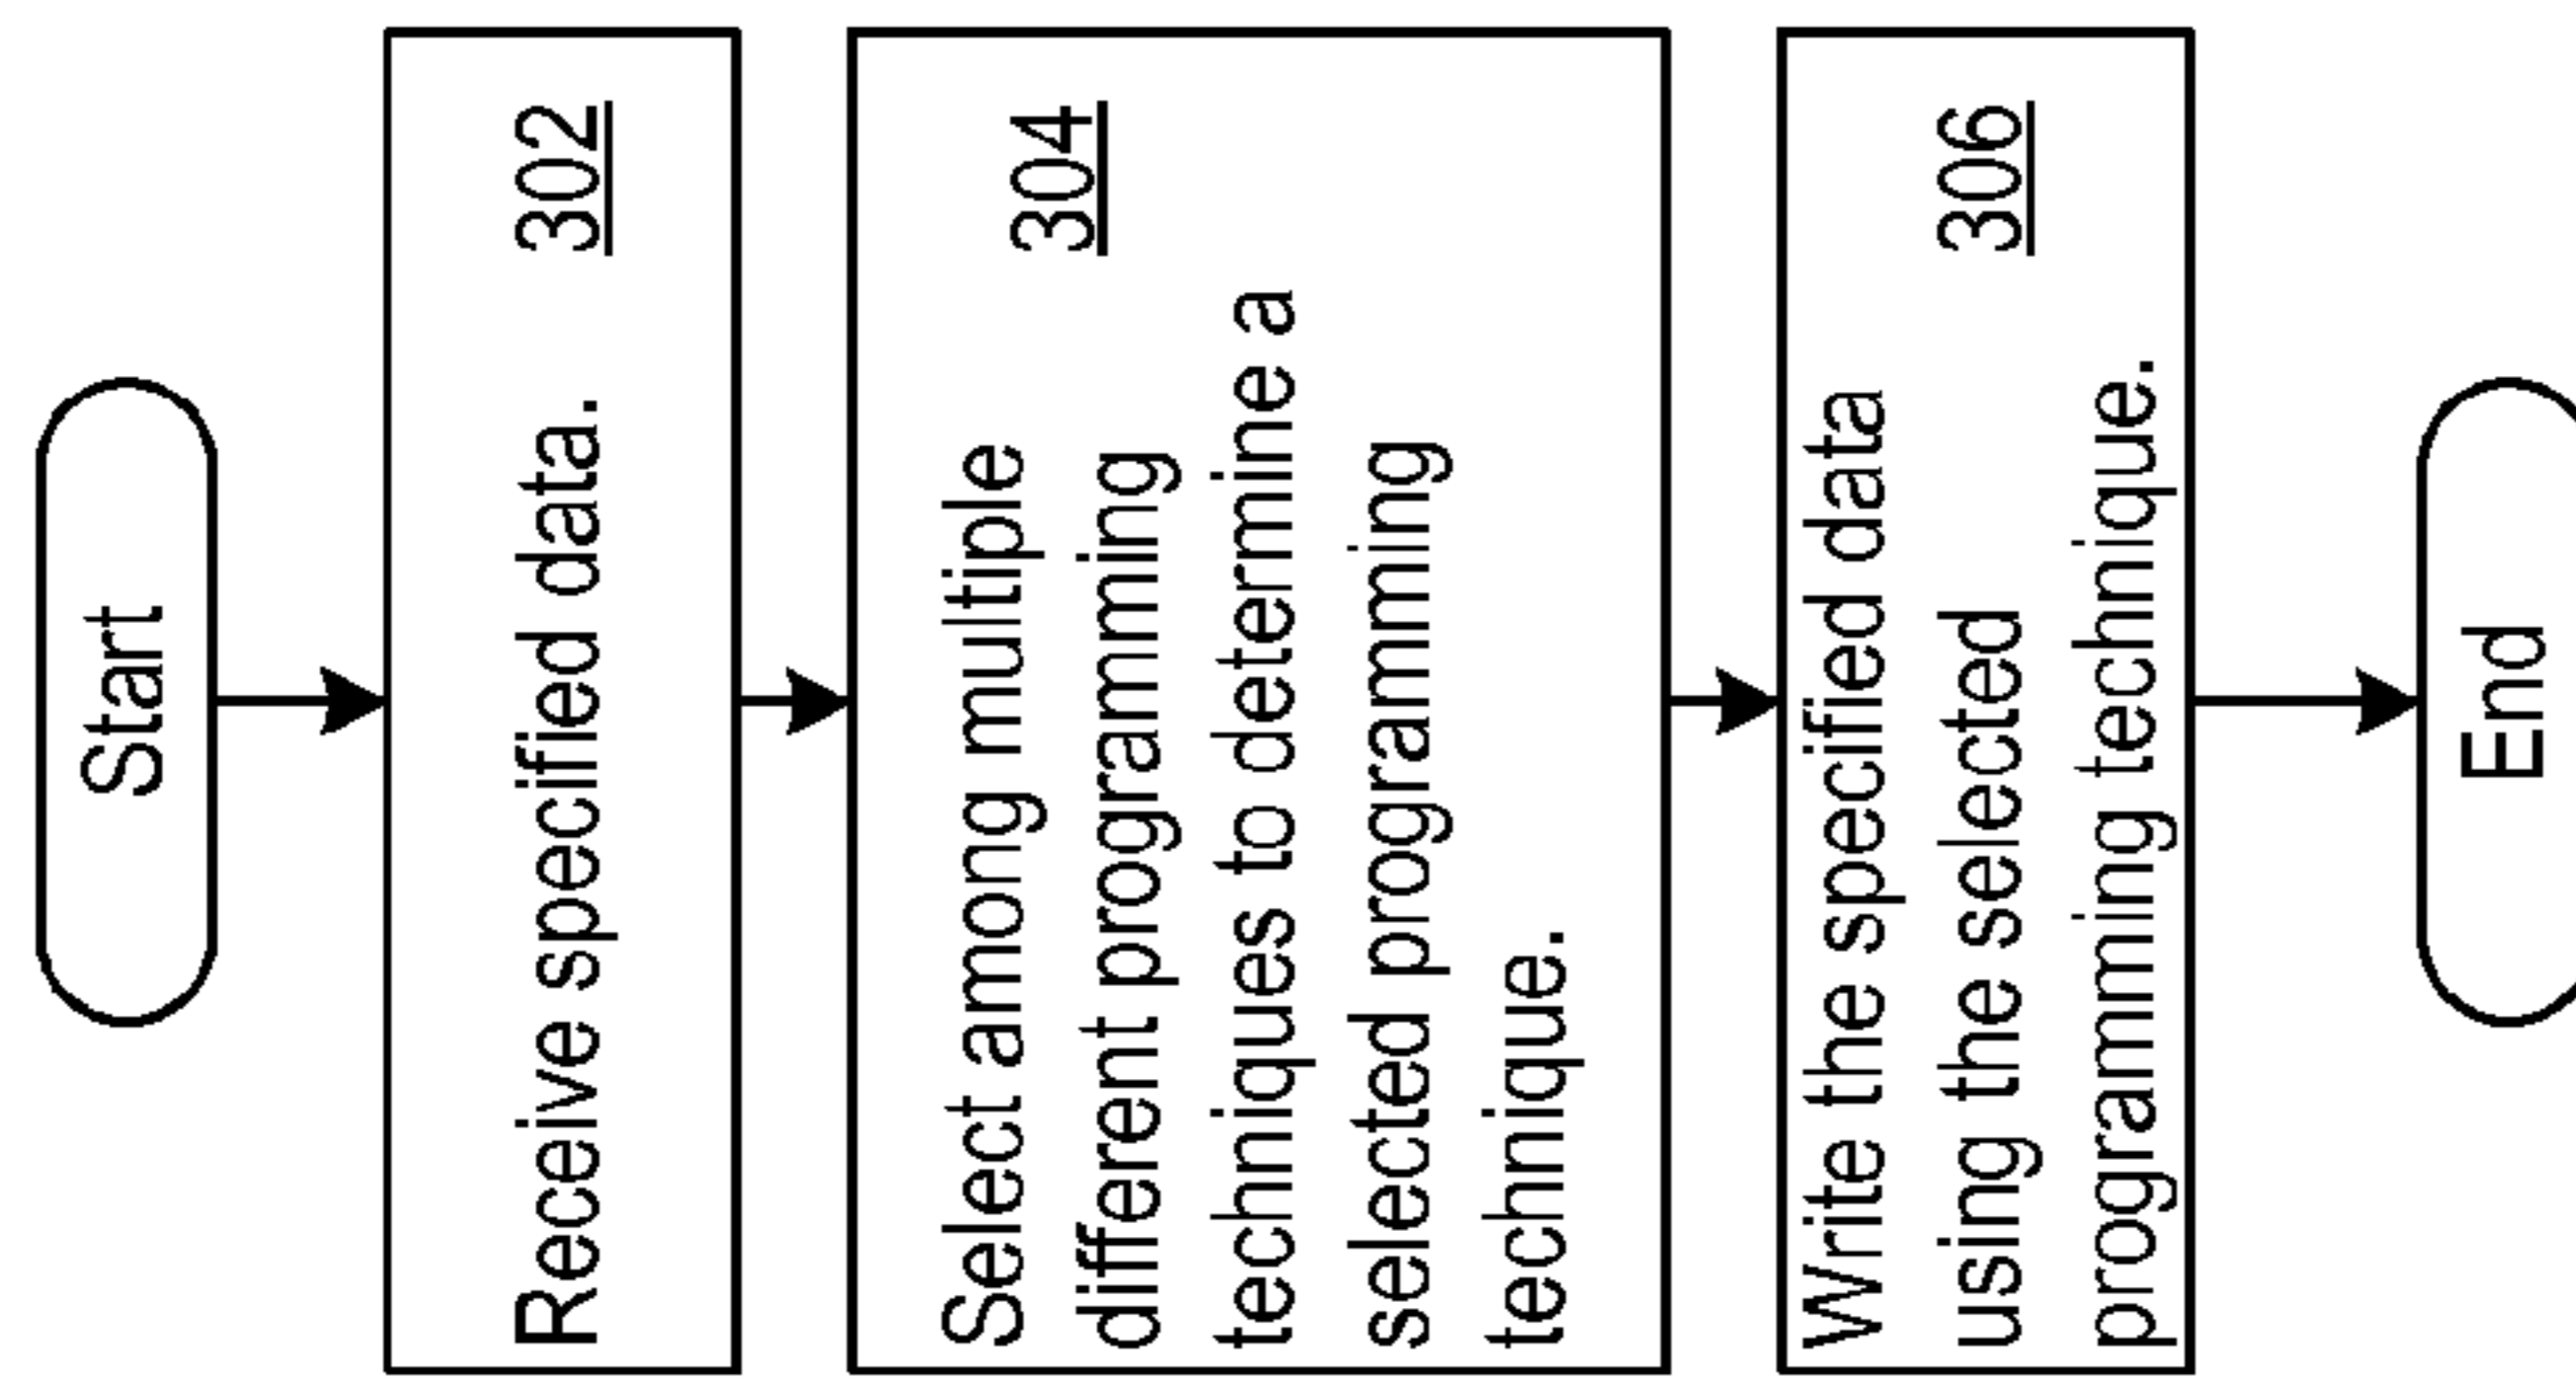 Start
Receive specified data. 302
Select among multiple
different programming 304
techniques to determine a
selected programming
technique.
Write the specified data
using the selected 306
programming technique.
End